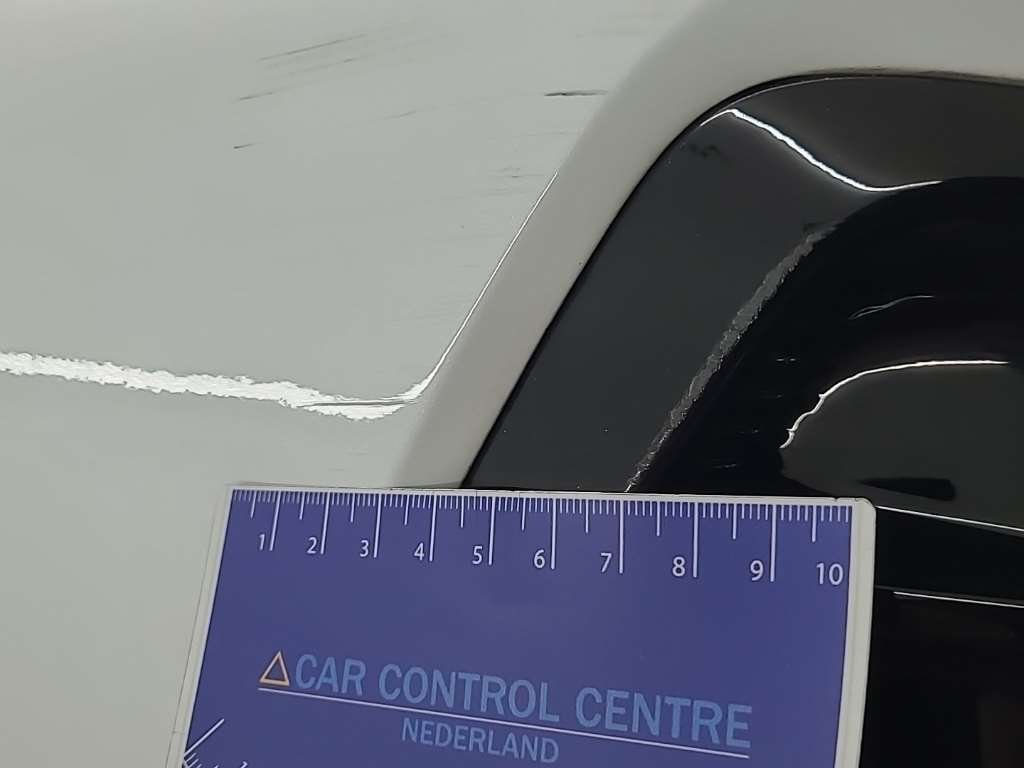 1 2 3 4 5 6 7 8 9 10
CAR CONTROL CENTRE
NEDERLAND